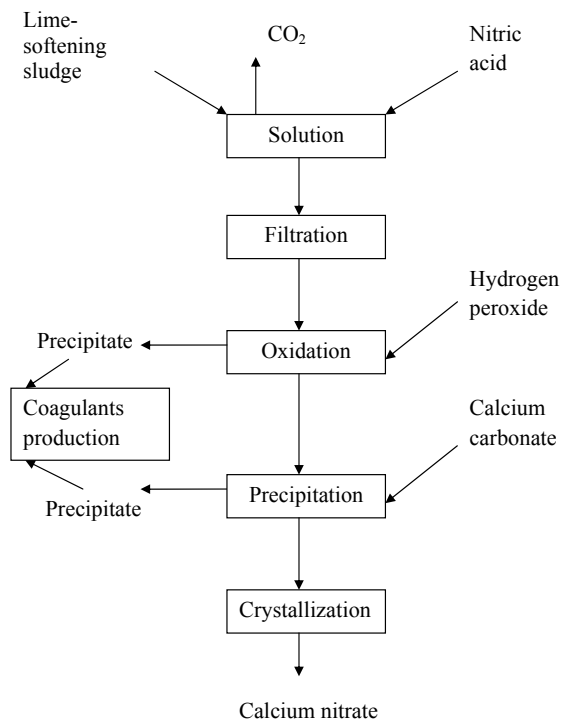 Lime-
softening
sludge
CO₂
Nitric
acid
Solution
Filtration
Hydrogen
peroxide
Precipitate
Oxidation
Coagulants
production
Calcium
carbonate
Precipitate
Precipitation
Crystallization
Calcium nitrate